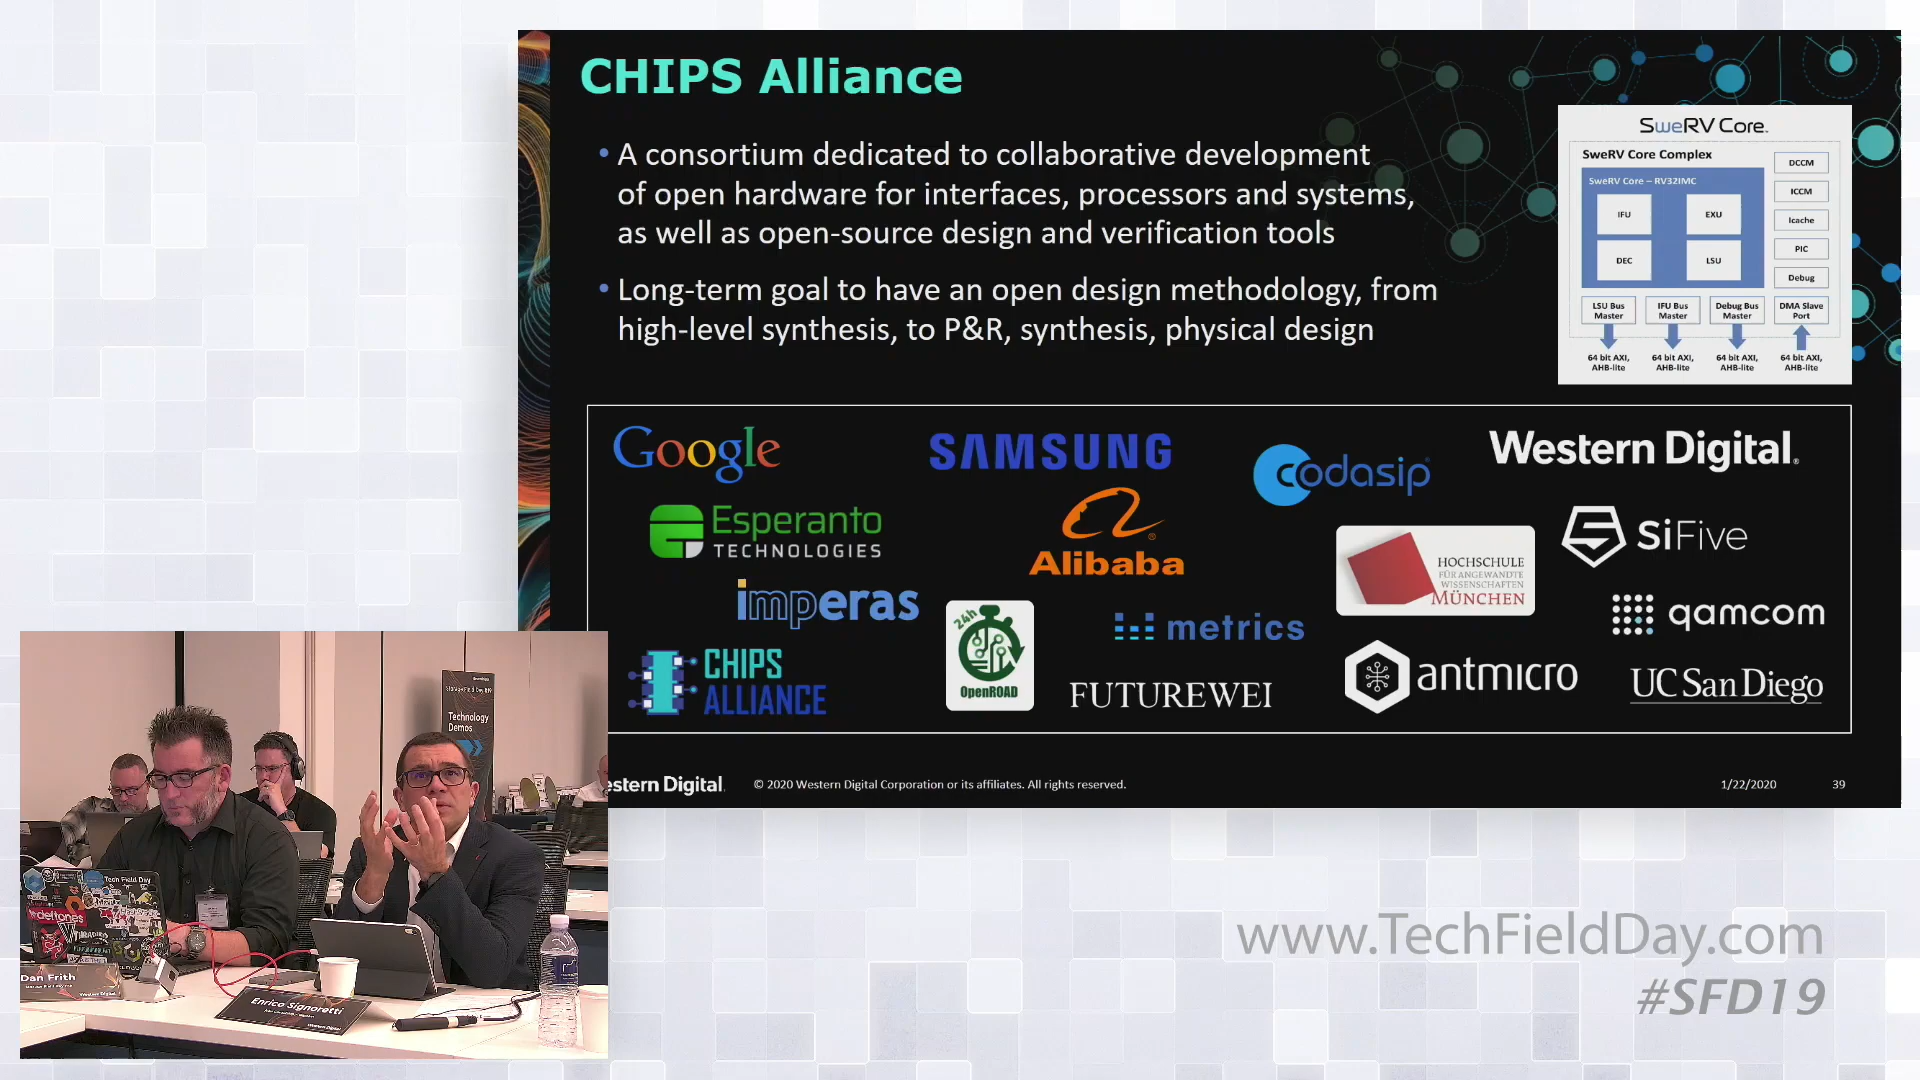 CHIPS Alliance
• A consortium dedicated to collaborative development
of open hardware for interfaces, processors and systems,
as well as open-source design and verification tools
• Long-term goal to have an open design methodology, from
high-level synthesis, to P&R, synthesis, physical design
SweRV Core™
SweRV Core Complex
SweRV Core – RV32IMC
IFU
EXU
DEC
LSU
DCCM
ICCM
Icache
PIC
Debug
LSU Bus Master
IFU Bus Master
Debug Bus Master
DMA Slave Port
64 bit AXI, AHB-lite
64 bit AXI, AHB-lite
64 bit AXI, AHB-lite
64 bit AXI, AHB-lite
Google
SAMSUNG
codasip
Western Digital®
Esperanto
TECHNOLOGIES
Alibaba
HOCHSCHULE
FÜR ANGEWANDTE
WISSENSCHAFTEN
MÜNCHEN
SiFive
imperas
24h
OpenROAD
metrics
qamcom
CHIPS
ALLIANCE
FUTUREWEI
antmicro
UC San Diego
estern Digital
© 2020 Western Digital Corporation or its affiliates. All rights reserved.
1/22/2020
39
Technology
Demos
Tech Field Day
deftones
Dan Frith
Enrico Signoretti
www.TechFieldDay.com
#SFD19